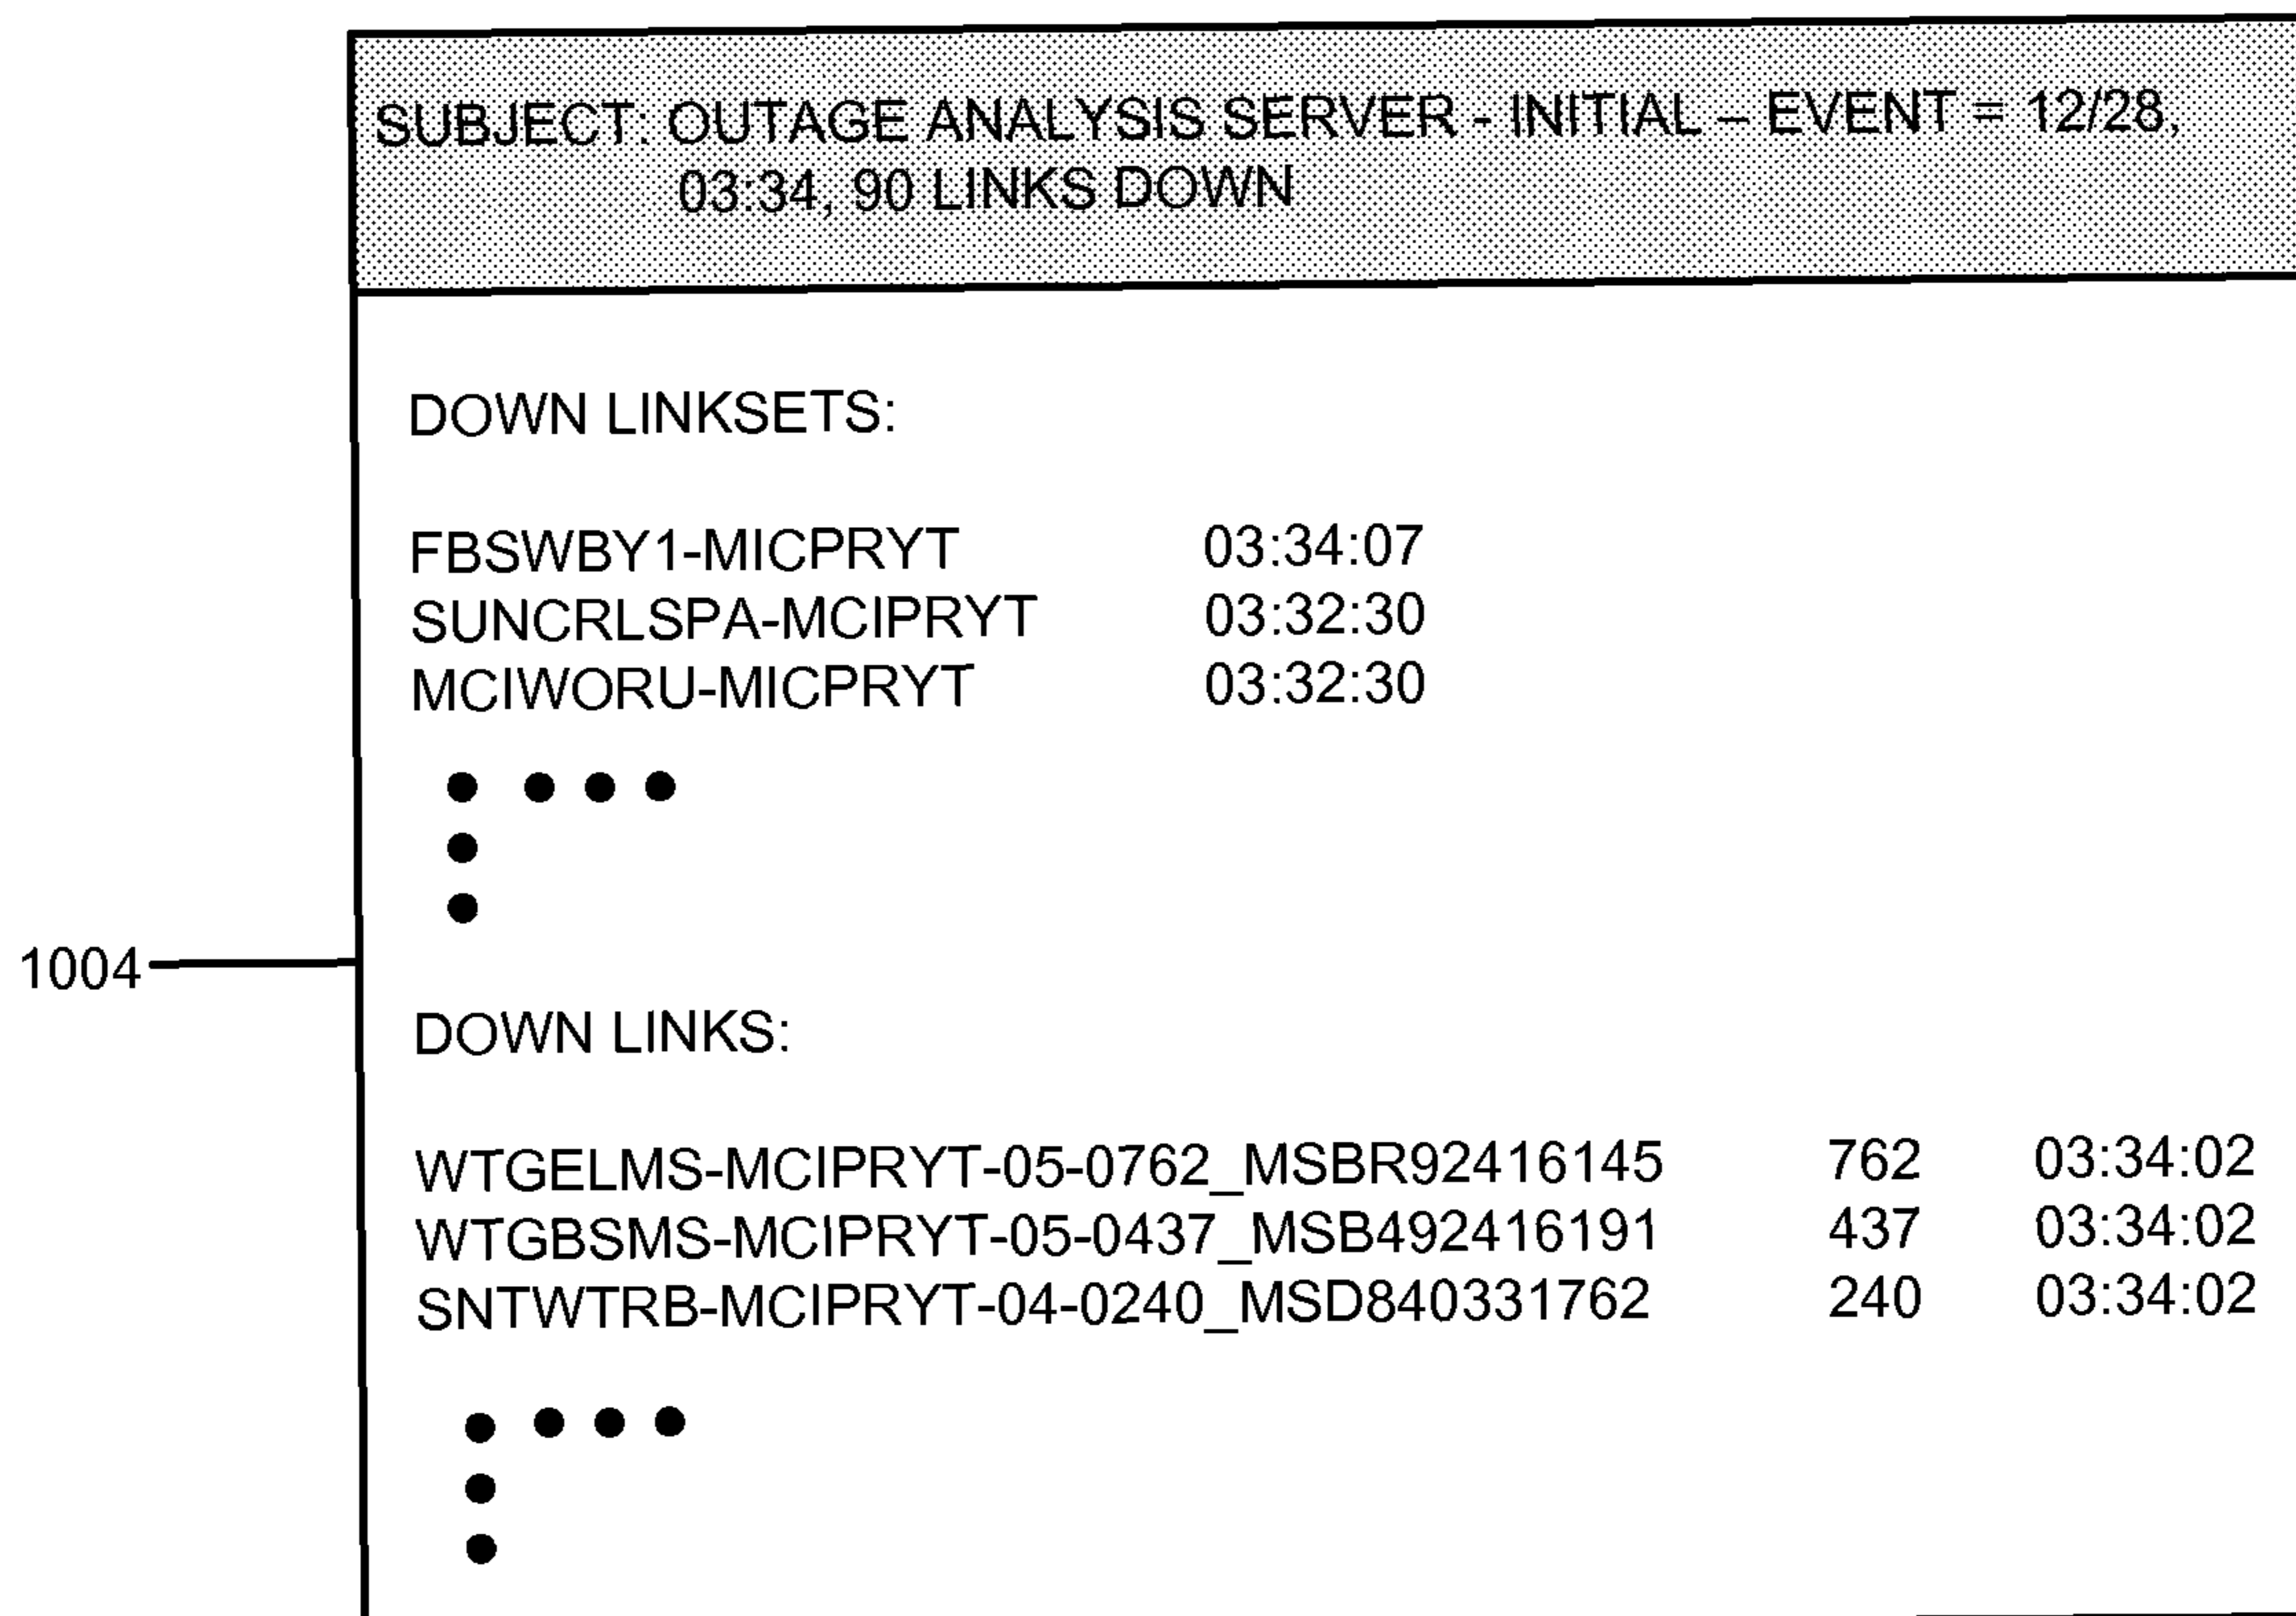 SUBJECT: OUTAGE ANALYSIS SERVER - INITIAL – EVENT = 12/28,
03:34, 90 LINKS DOWN
DOWN LINKSETS:
FBSWBY1-MICPRYT 03:34:07
SUNCRLSPA-MCIPRYT 03:32:30
MCIWORU-MICPRYT 03:32:30
1004
DOWN LINKS:
WTGELMS-MCIPRYT-05-0762_MSBR92416145 762 03:34:02
WTGBSMS-MCIPRYT-05-0437_MSB492416191 437 03:34:02
SNTWTRB-MCIPRYT-04-0240_MSD840331762 240 03:34:02